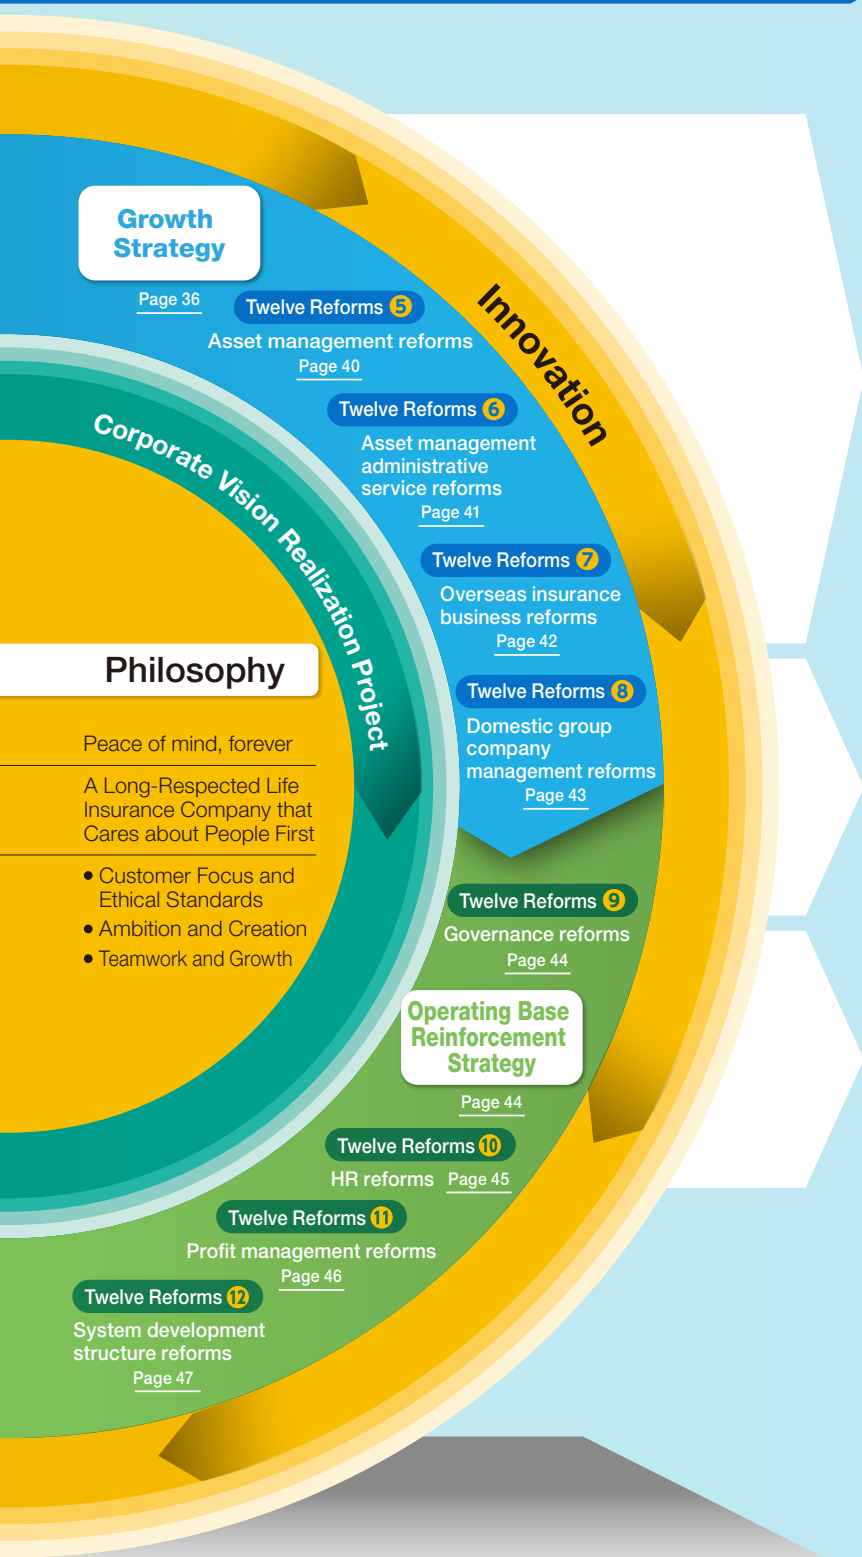 Growth
Strategy
Page 36
Twelve Reforms 5
Asset management reforms
Page 40
Innovation
Twelve Reforms 6
Asset management
administrative
service reforms
Page 41
Corporate Vision Realization Project
Twelve Reforms 7
Overseas insurance
business reforms
Page 42
Philosophy
Twelve Reforms 8
Domestic group
company
management reforms
Page 43
Peace of mind, forever
A Long-Respected Life
Insurance Company that
Cares about People First
• Customer Focus and
Ethical Standards
• Ambition and Creation
• Teamwork and Growth
Twelve Reforms 9
Governance reforms
Page 44
Operating Base
Reinforcement
Strategy
Page 44
Twelve Reforms 10
HR reforms Page 45
Twelve Reforms 11
Profit management reforms
Page 46
Twelve Reforms 12
System development
structure reforms
Page 47